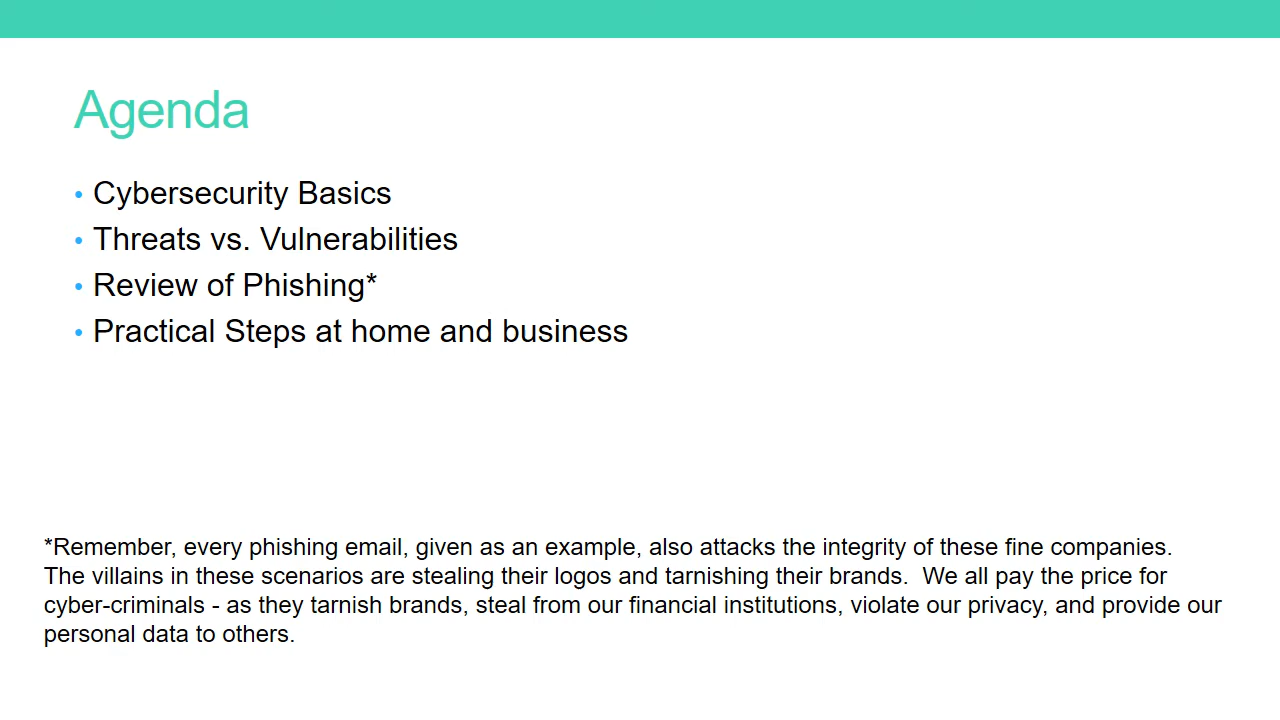 Agenda
• Cybersecurity Basics
• Threats vs. Vulnerabilities
• Review of Phishing*
• Practical Steps at home and business
*Remember, every phishing email, given as an example, also attacks the integrity of these fine companies.
The villains in these scenarios are stealing their logos and tarnishing their brands.  We all pay the price for
cyber-criminals - as they tarnish brands, steal from our financial institutions, violate our privacy, and provide our
personal data to others.